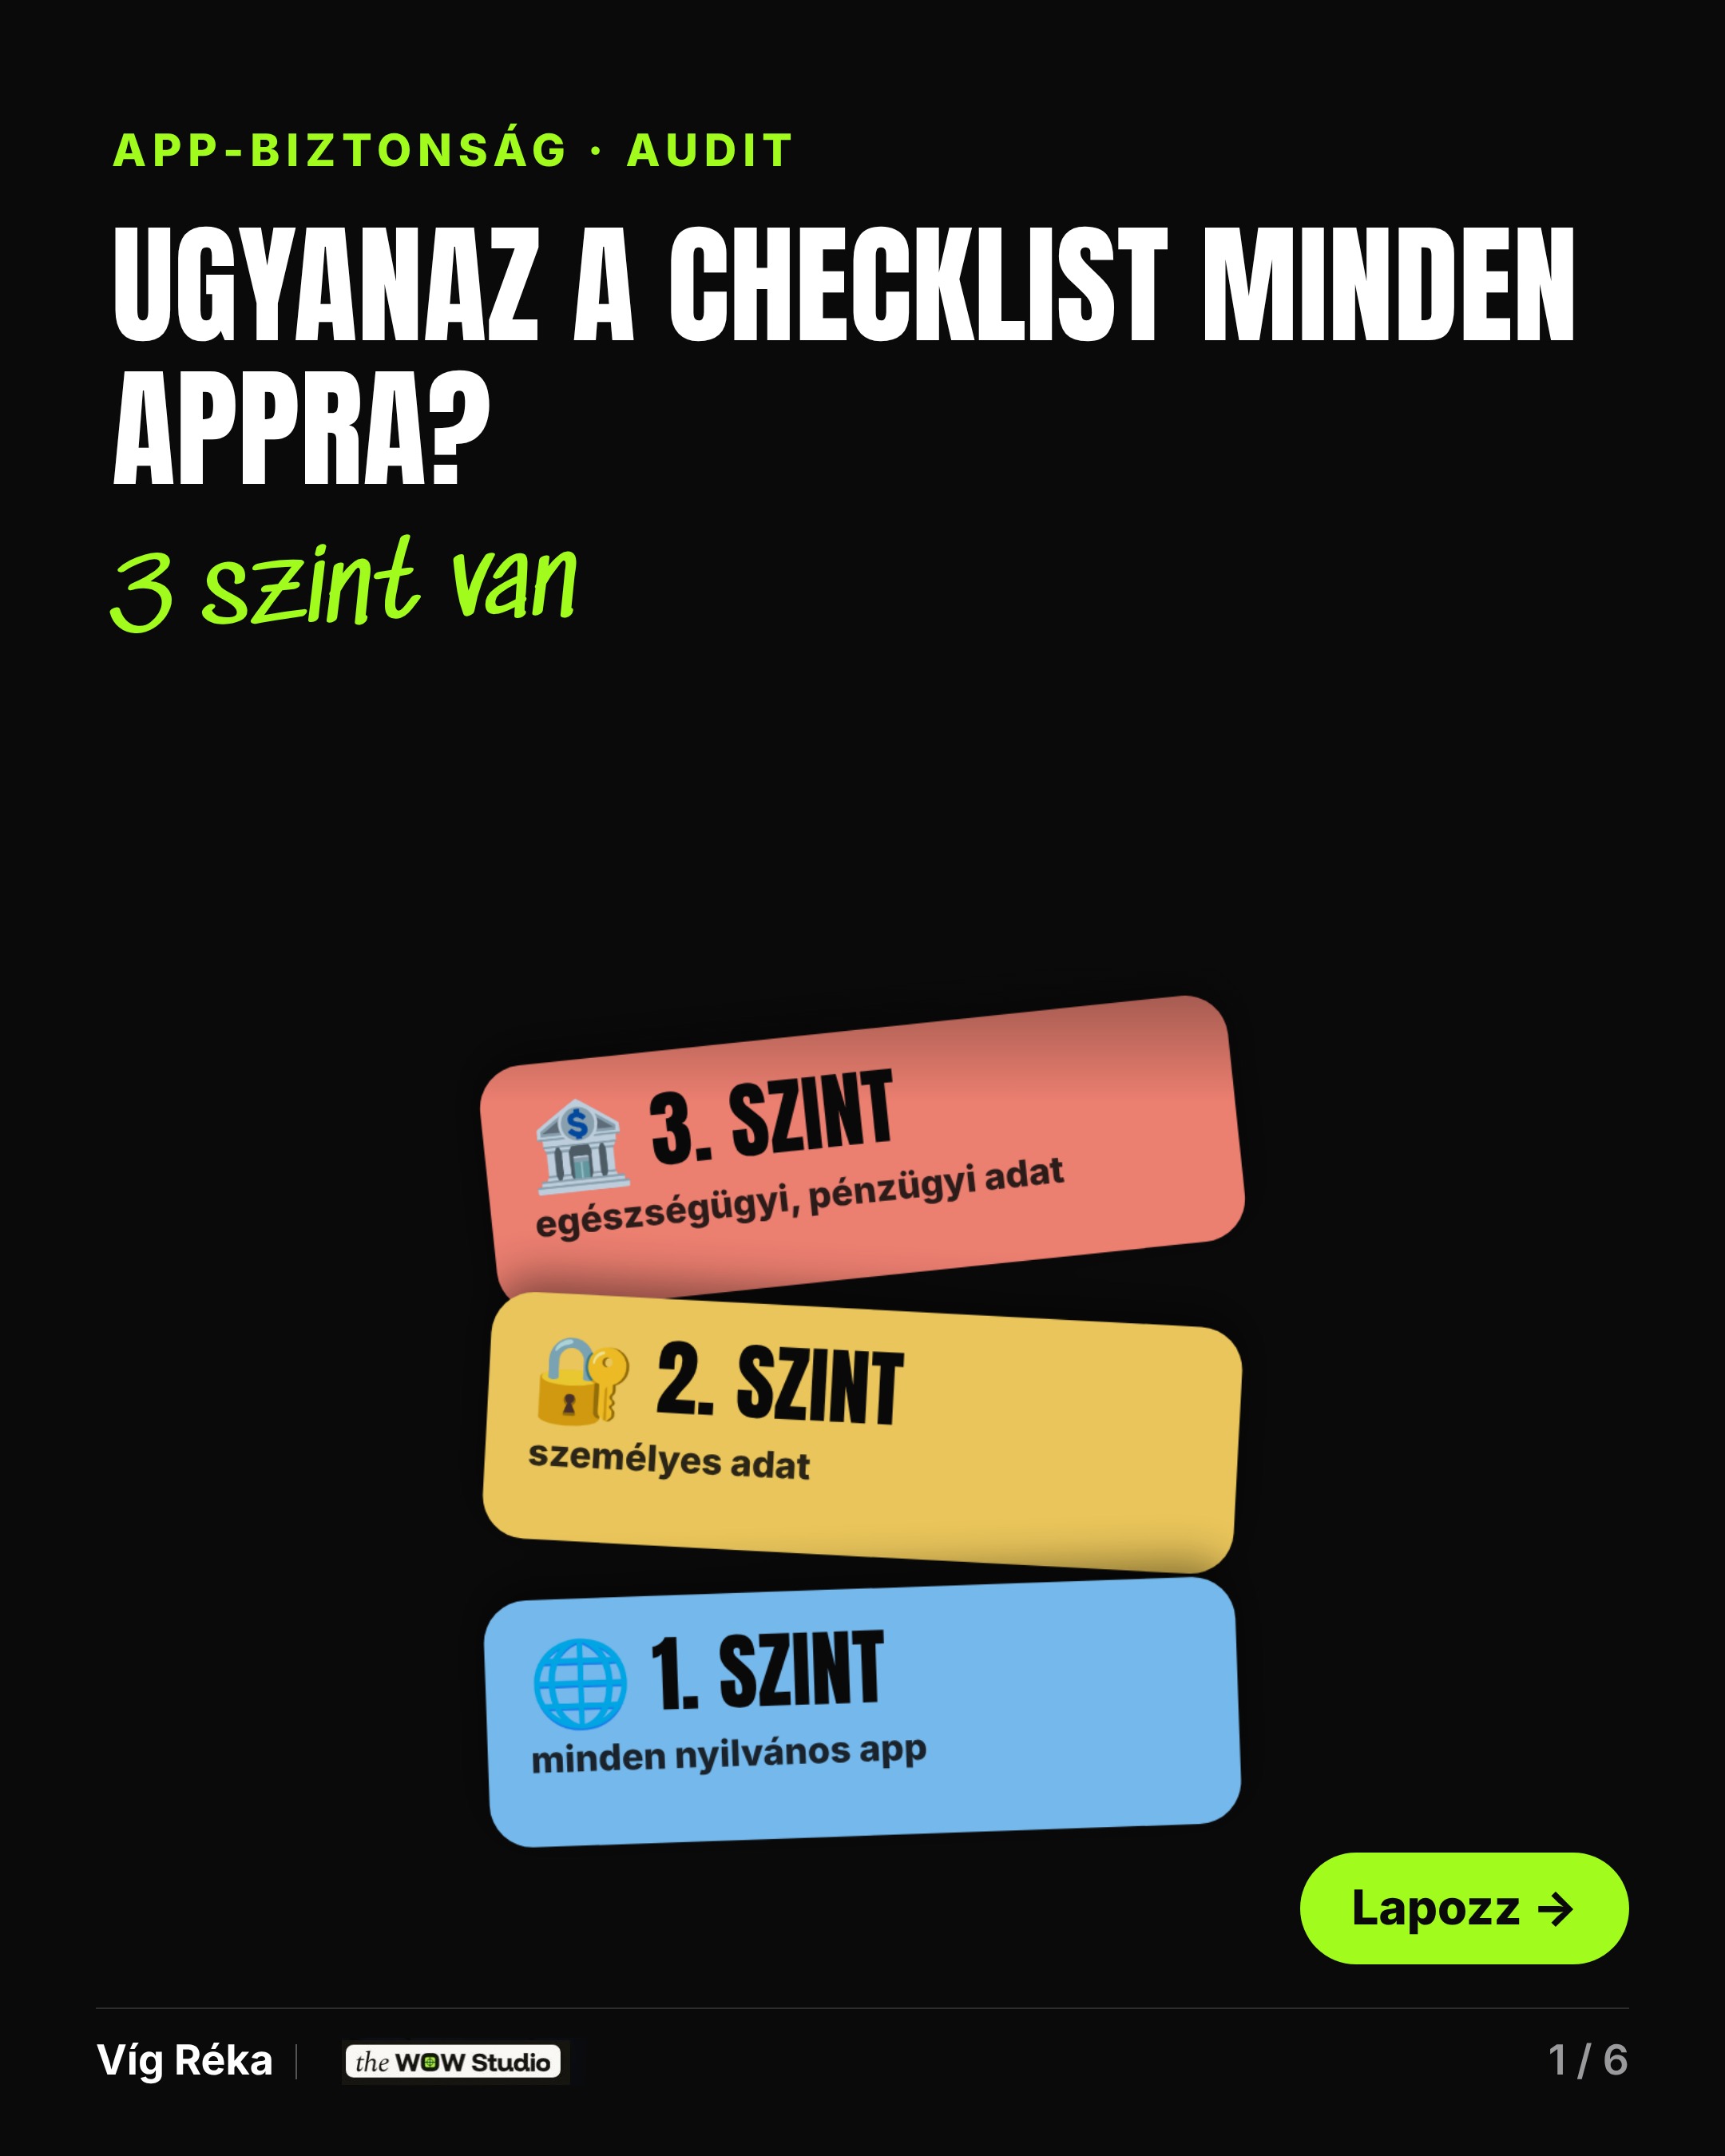 APP-BIZTONSÁG · AUDIT
UGYANAZ A CHECKLIST MINDEN
APPRA?
3 szint van
3. SZINT
egészségügyi, pénzügyi adat
2. SZINT
személyes adat
1. SZINT
minden nyilvános app
Lapozz →
Víg Réka
the WOW Studio
1 / 6